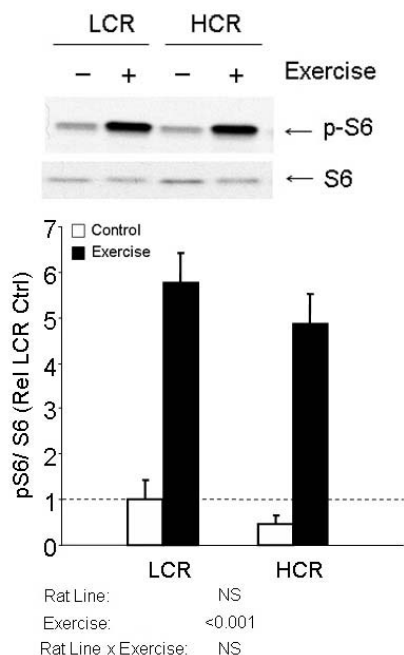 LCR HCR
− + − + Exercise
← p-S6
← S6
7
Control
Exercise
6
5
4
3
2
1
0
pS6/ S6 (Rel LCR Ctrl)
LCR HCR
Rat Line: NS
Exercise: <0.001
Rat Line x Exercise: NS